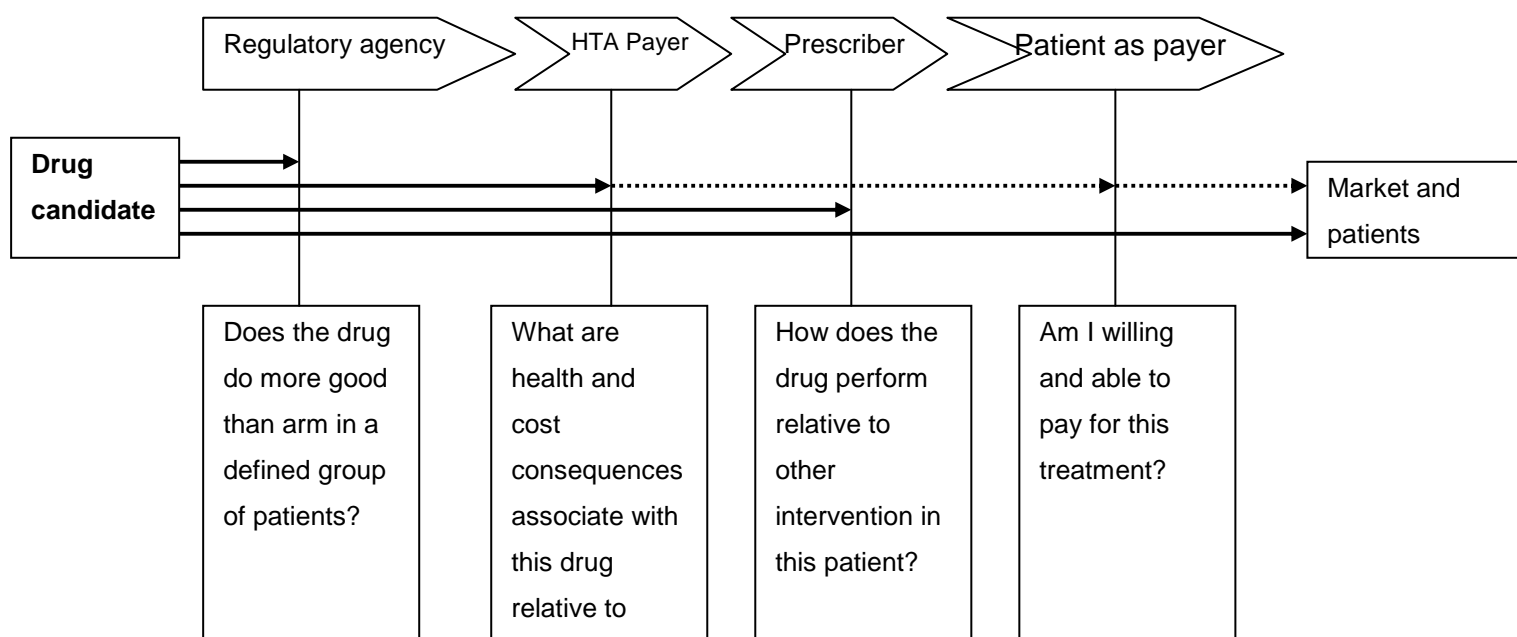 Regulatory agency
HTA Payer
Prescriber
Patient as payer
Drug
candidate
Market and
patients
Does the drug
do more good
than arm in a
defined group
of patients?
What are
health and
cost
consequences
associate with
this drug
relative to
How does the
drug perform
relative to
other
intervention in
this patient?
Am I willing
and able to
pay for this
treatment?